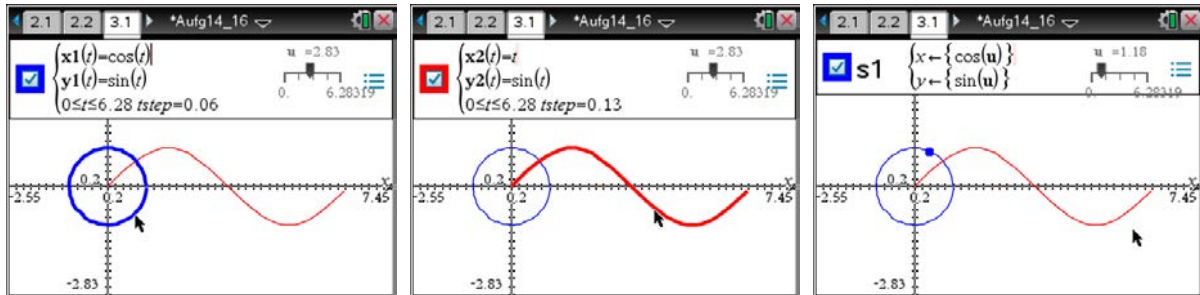 2.1 2.2 3.1 *Aufg14_16
x1(t)=cos(t)
u =2.83
y1(t)=sin(t)
0. 6.28319
0≤t≤6.28 tstep=0.06
0.2
x
-2.55 0.2 7.45
-2.83
2.1 2.2 3.1 *Aufg14_16
x2(t)=t
u =2.83
y2(t)=sin(t)
0. 6.28319
0≤t≤6.28 tstep=0.13
0.2
x
-2.55 0.2 7.45
-2.83
2.1 2.2 3.1 *Aufg14_16
s1
x←{cos(u)}
u =1.18
y←{sin(u)}
0. 6.28319
0.2
x
-2.55 0.2 7.45
-2.83